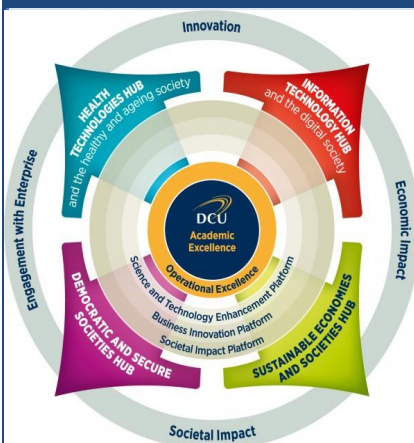 Innovation
HEALTH
TECHNOLOGIES HUB
and the healthy and ageing society
INFORMATION
TECHNOLOGY HUB
and the digital society
Engagement with Enterprise
Economic Impact
DCU
Academic
Excellence
Operational Excellence
Science and Technology Enhancement Platform
Business Innovation Platform
Societal Impact Platform
DEMOCRATIC AND SECURE
SOCIETIES HUB
SUSTAINABLE ECONOMIES
AND SOCIETIES HUB
Societal Impact